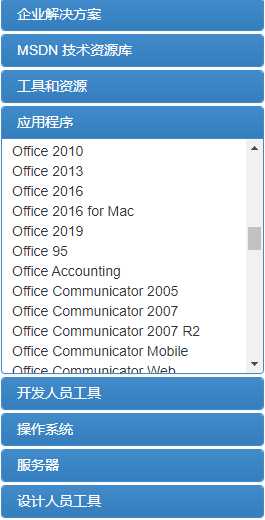 企业解决方案
MSDN 技术资源库
工具和资源
应用程序
Office 2010
Office 2013
Office 2016
Office 2016 for Mac
Office 2019
Office 95
Office Accounting
Office Communicator 2005
Office Communicator 2007
Office Communicator 2007 R2
Office Communicator Mobile
Office Communicator Web
开发人员工具
操作系统
服务器
设计人员工具